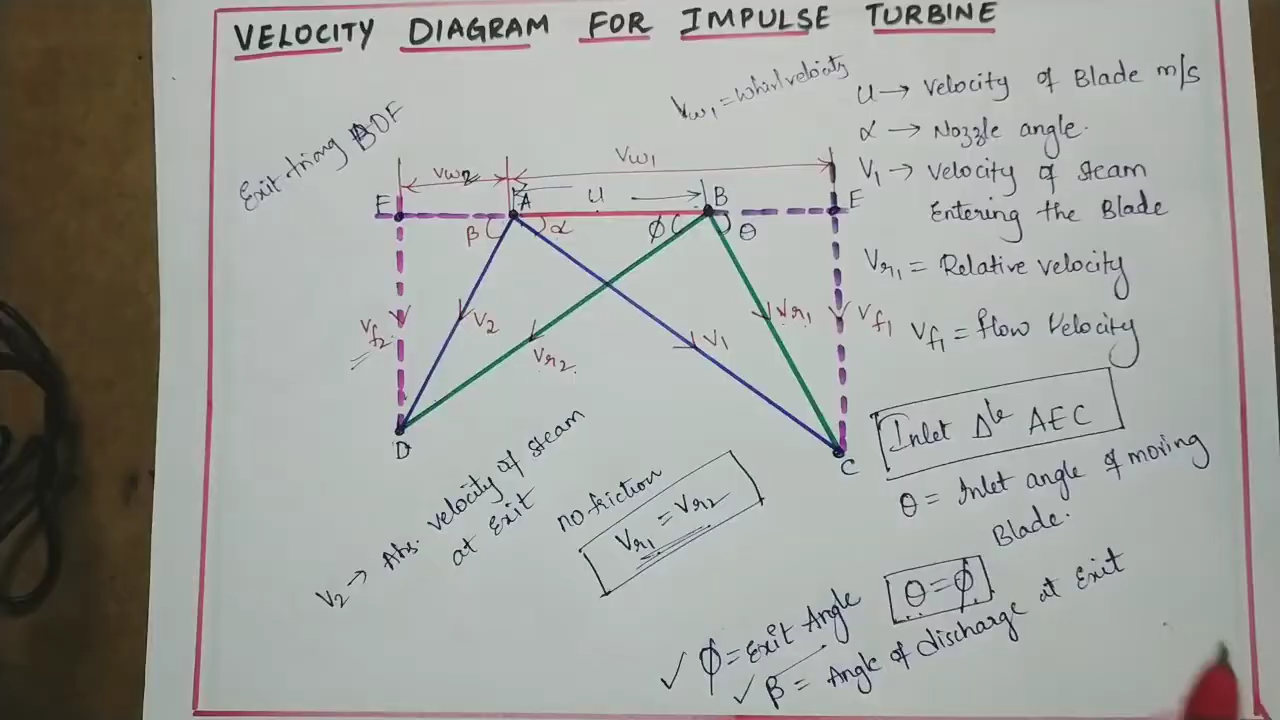 VELOCITY DIAGRAM FOR IMPULSE TURBINE
Vw1 = Whirl velocity
Exit triang BDF
u → Velocity of Blade m/s
α → Nozzle angle.
V1 → Velocity of steam
Entering the Blade
Vr1 = Relative velocity
Vf1 = flow Velocity
Vw2
Vw1
F
A
u
B
E
β
α
ϕ
θ
Vf2
V2
Vr2
V1
Vr1
Vf1
D
C
Inlet Δle AEC
θ = Inlet angle of moving
Blade.
V2 → Abs. velocity of steam
at Exit
no friction
Vr1 = Vr2
θ = ϕ
✓ ϕ = Exit Angle
✓ β = Angle of discharge at Exit